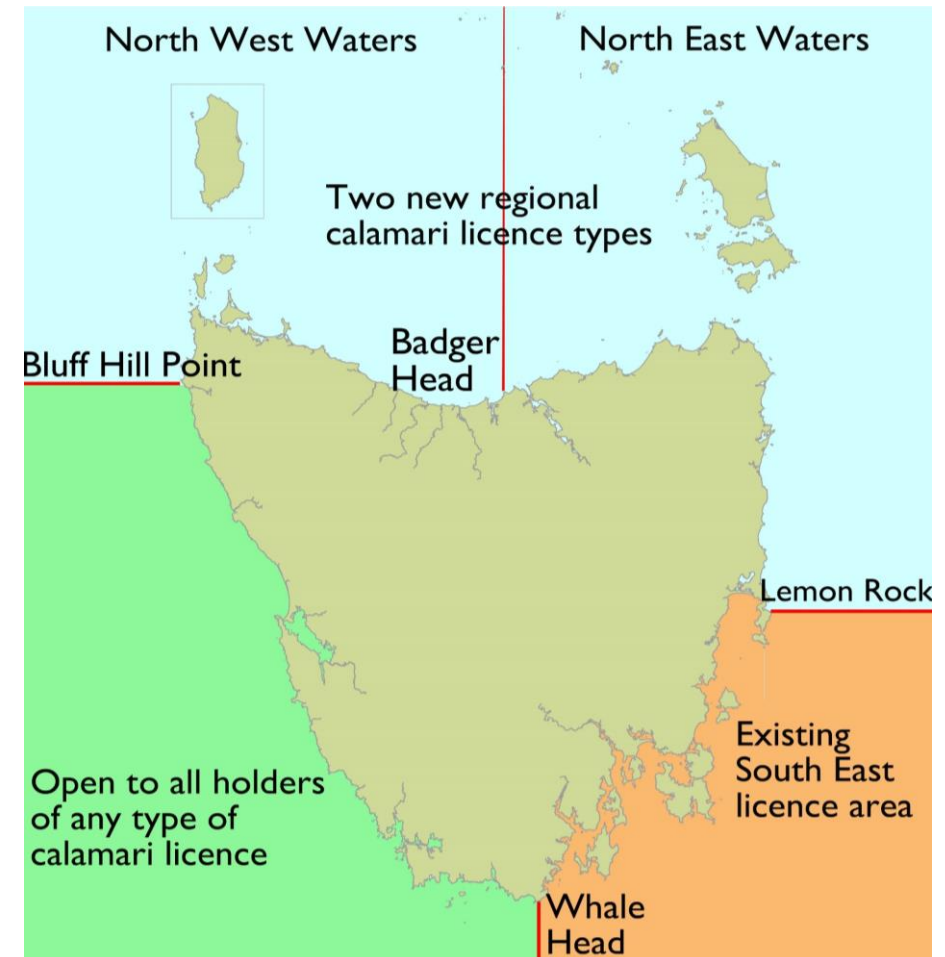 North West Waters
North East Waters
Two new regional
calamari licence types
Badger
Head
Bluff Hill Point
Lemon Rock
Existing
South East
licence area
Open to all holders
of any type of
calamari licence
Whale
Head